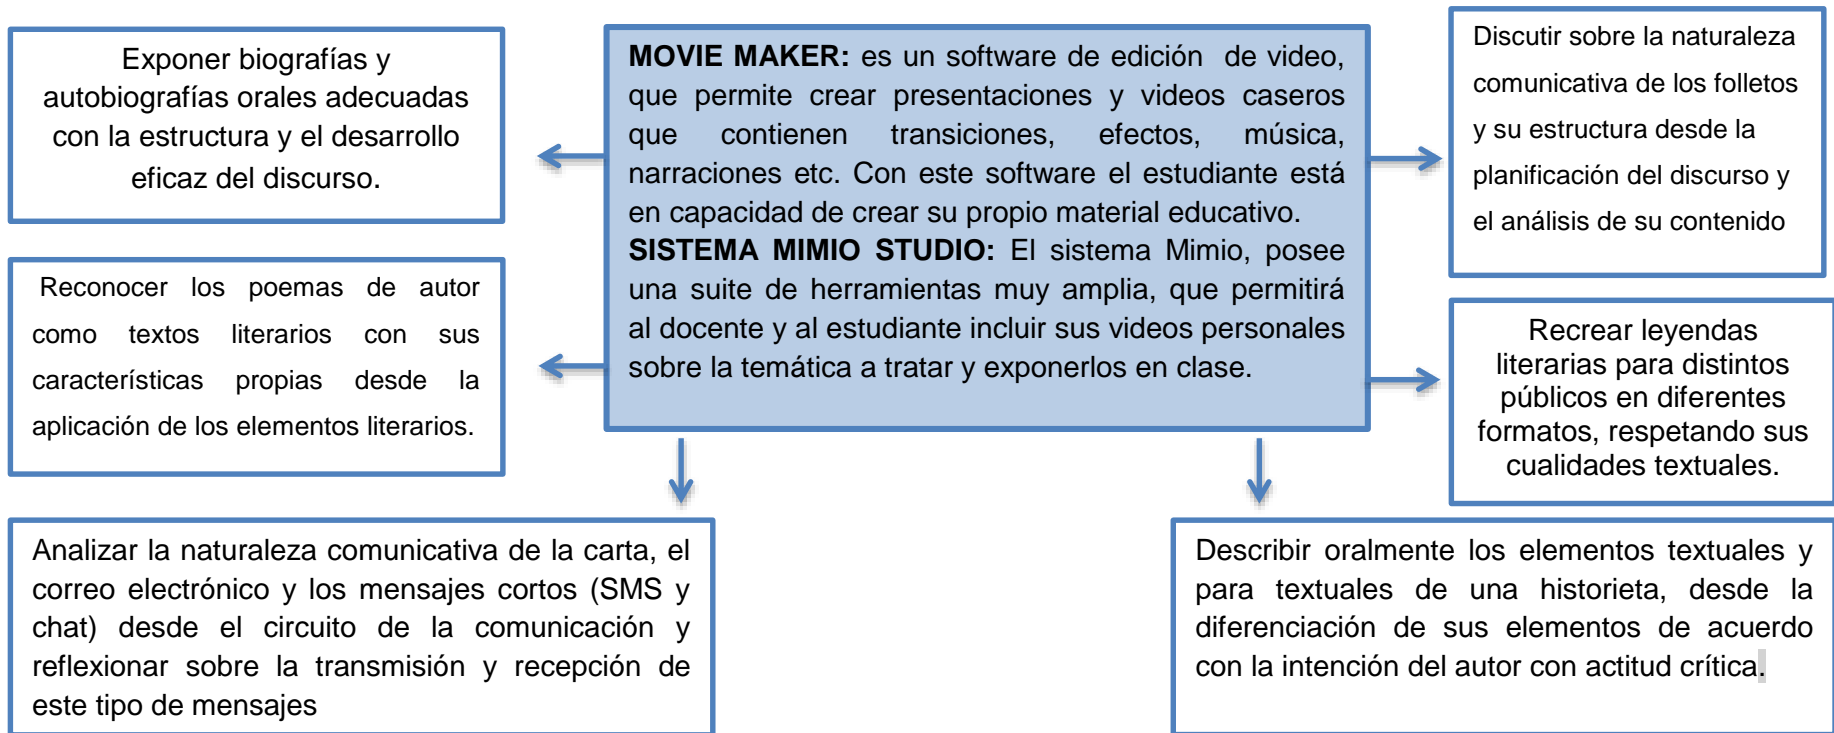 Exponer biografías y
autobiografías orales adecuadas
con la estructura y el desarrollo
eficaz del discurso.
Reconocer los poemas de autor
como textos literarios con sus
características propias desde la
aplicación de los elementos literarios.
MOVIE MAKER: es un software de edición de video,
que permite crear presentaciones y videos caseros
que contienen transiciones, efectos, música,
narraciones etc. Con este software el estudiante está
en capacidad de crear su propio material educativo.
SISTEMA MIMIO STUDIO: El sistema Mimio, posee
una suite de herramientas muy amplia, que permitirá
al docente y al estudiante incluir sus videos personales
sobre la temática a tratar y exponerlos en clase.
Discutir sobre la naturaleza
comunicativa de los folletos
y su estructura desde la
planificación del discurso y
el análisis de su contenido
Recrear leyendas
literarias para distintos
públicos en diferentes
formatos, respetando sus
cualidades textuales.
Analizar la naturaleza comunicativa de la carta, el
correo electrónico y los mensajes cortos (SMS y
chat) desde el circuito de la comunicación y
reflexionar sobre la transmisión y recepción de
este tipo de mensajes
Describir oralmente los elementos textuales y
para textuales de una historieta, desde la
diferenciación de sus elementos de acuerdo
con la intención del autor con actitud crítica.